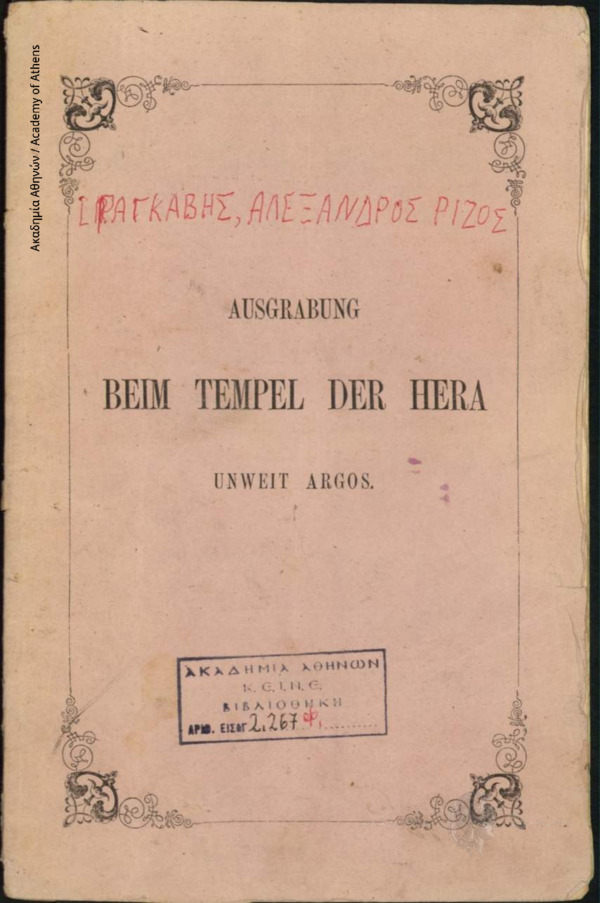 Ακαδημία Αθηνών / Academy of Athens
ΡΑΓΚΑΒΗΣ, ΑΛΕΞΑΝΔΡΟΣ ΡΙΖΟΣ
AUSGRABUNG
BEIM TEMPEL DER HERA
UNWEIT ARGOS.
ΑΚΑΔΗΜΙΑ ΑΘΗΝΩΝ
Κ.Ε.Ι.Ν.Ε.
ΒΙΒΛΙΟΘΗΚΗ
ΑΡΙΘ. ΕΙΣΑΓ 2.267